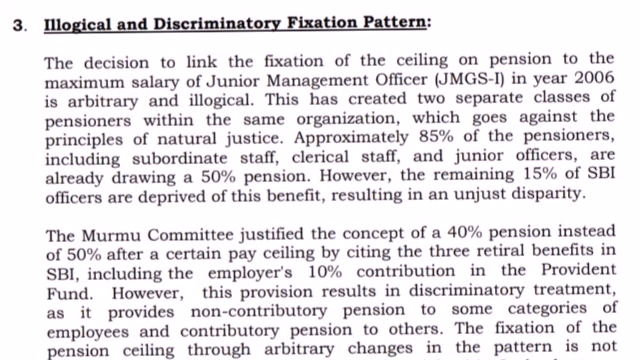 3. Illogical and Discriminatory Fixation Pattern:
The decision to link the fixation of the ceiling on pension to the
maximum salary of Junior Management Officer (JMGS-I) in year 2006
is arbitrary and illogical. This has created two separate classes of
pensioners within the same organization, which goes against the
principles of natural justice. Approximately 85% of the pensioners,
including subordinate staff, clerical staff, and junior officers, are
already drawing a 50% pension. However, the remaining 15% of SBI
officers are deprived of this benefit, resulting in an unjust disparity.
The Murmu Committee justified the concept of a 40% pension instead
of 50% after a certain pay ceiling by citing the three retiral benefits in
SBI, including the employer's 10% contribution in the Provident
Fund. However, this provision results in discriminatory treatment,
as it provides non-contributory pension to some categories of
employees and contributory pension to others. The fixation of the
pension ceiling through arbitrary changes in the pattern is not